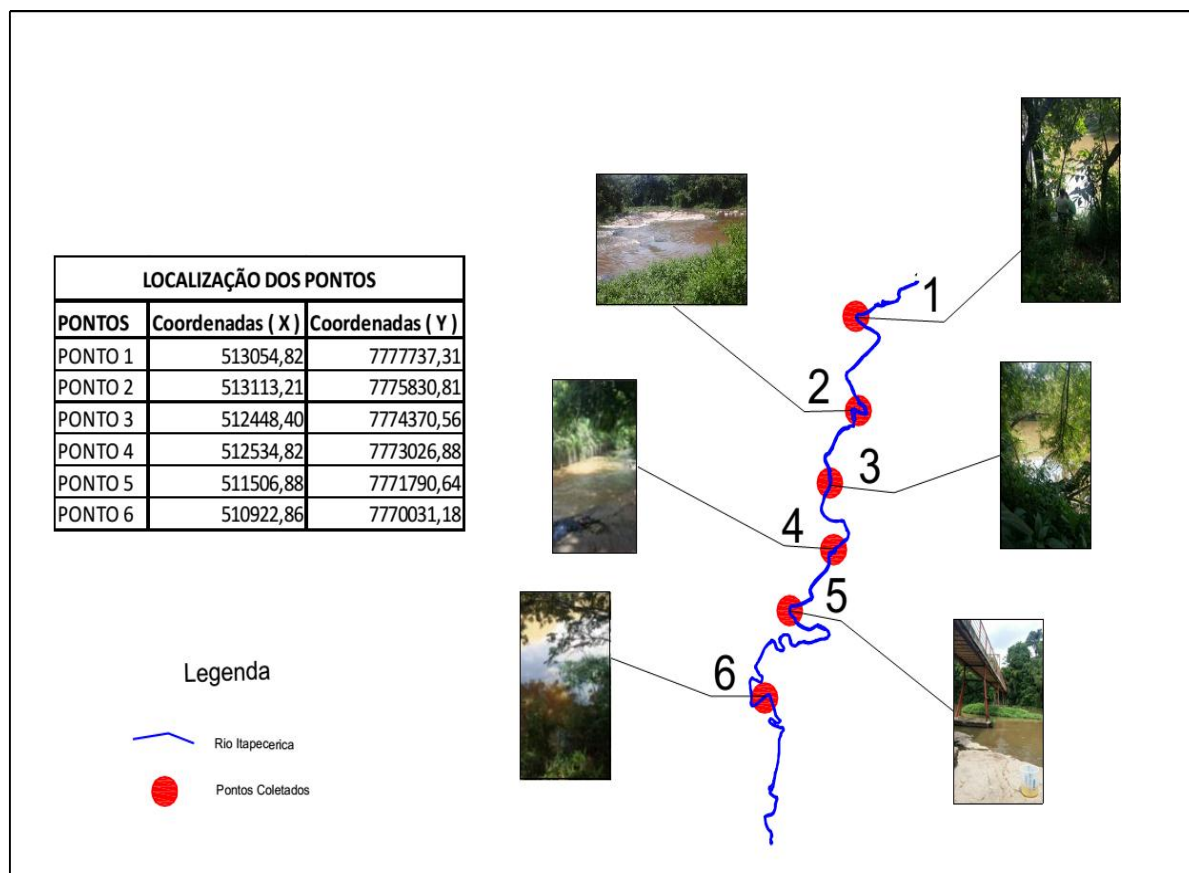 LOCALIZAÇÃO DOS PONTOS
PONTOS Coordenadas ( X ) Coordenadas ( Y )
PONTO 1 513054,82 7777737,31
PONTO 2 513113,21 7775830,81
PONTO 3 512448,40 7774370,56
PONTO 4 512534,82 7773026,88
PONTO 5 511506,88 7771790,64
PONTO 6 510922,86 7770031,18
1
2
3
4
5
6
Legenda
Rio Itapecerica
Pontos Coletados